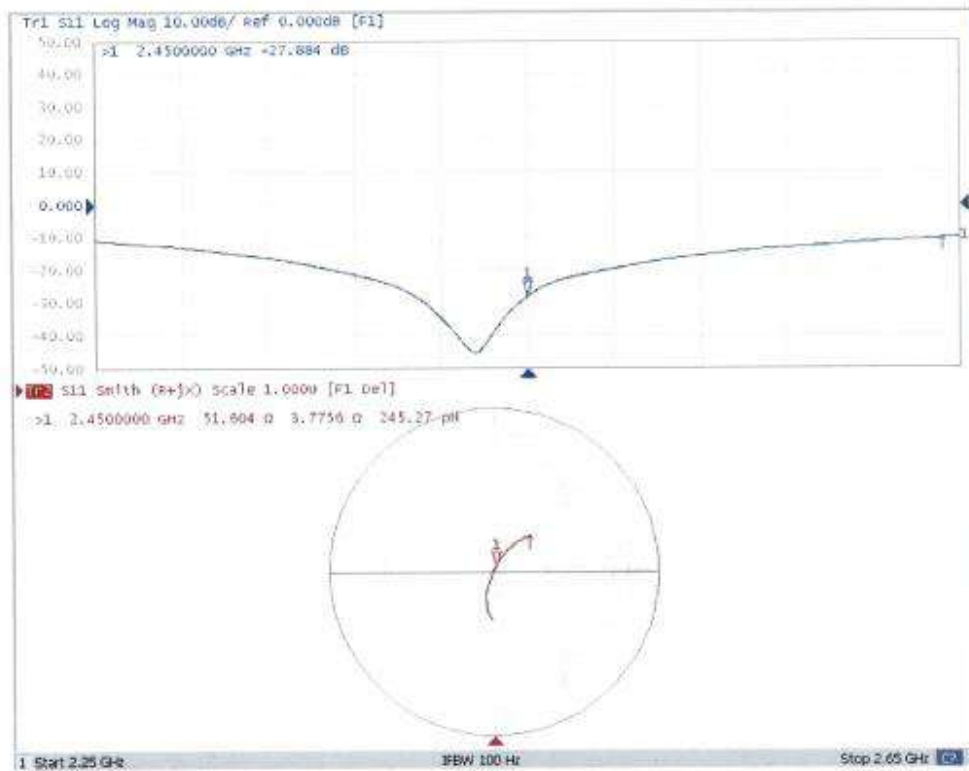 Tr1 S11 Log Mag 10.00dB/ Ref 0.000dB [F1]
50.00
>1 2.4500000 GHz -27.884 dB
40.00
30.00
20.00
10.00
0.000
-10.00
1
-20.00
1
-30.00
-40.00
-50.00
Tr2 S11 Smith (R+jX) Scale 1.000U [F1 Del]
>1 2.4500000 GHz 51.604 Ω 3.7756 Ω 245.27 pH
1
1 Start 2.25 GHz IFBW 100 Hz Stop 2.65 GHz